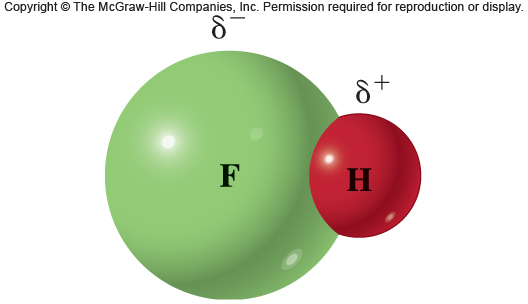 Copyright © The McGraw-Hill Companies, Inc. Permission required for reproduction or display.
δ−
δ+
F
H